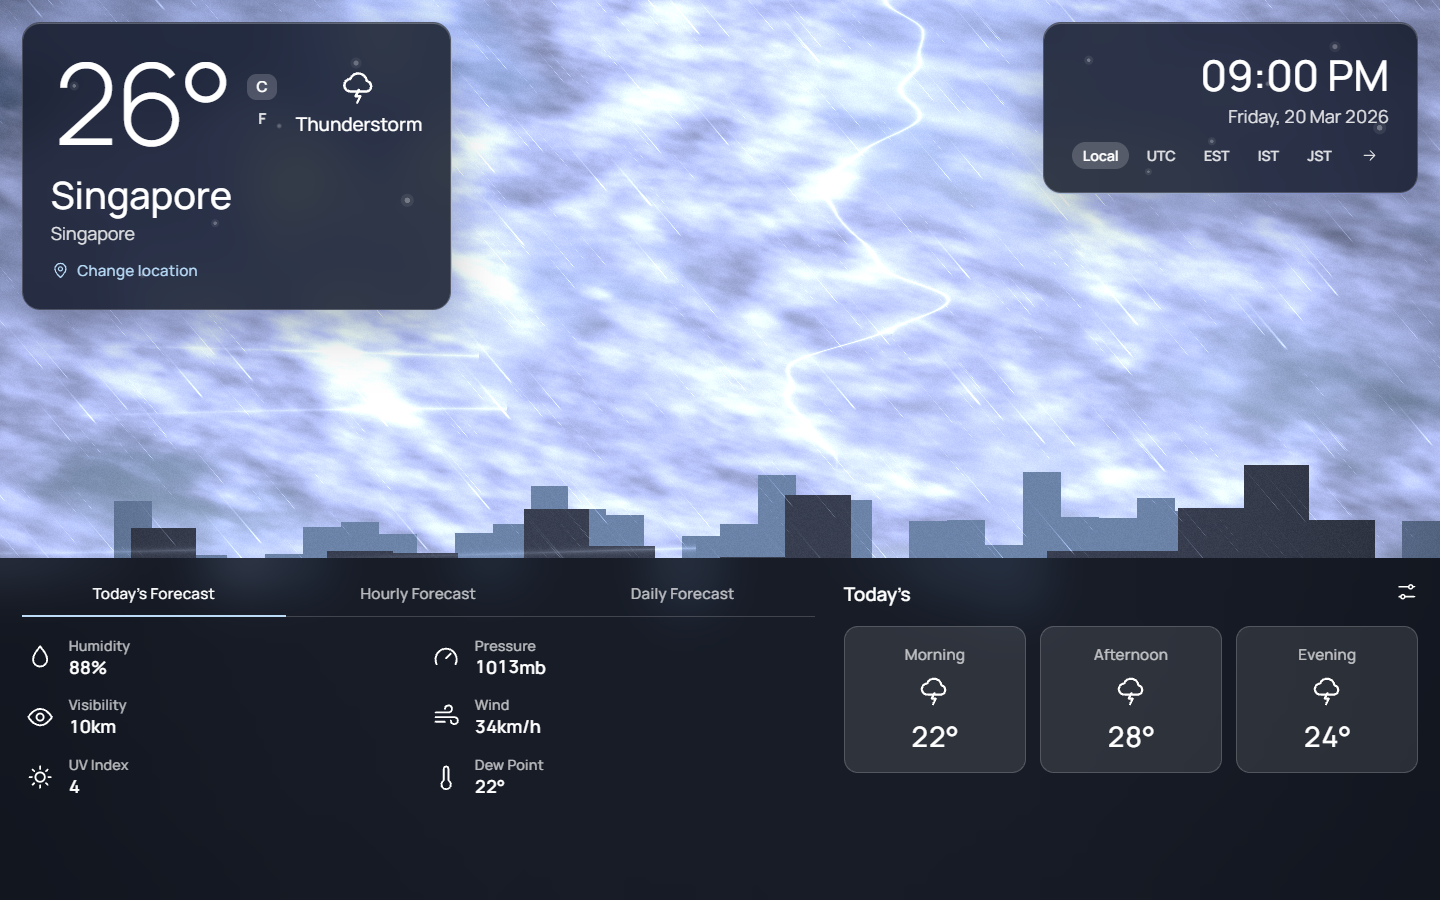 26°
C
F
Thunderstorm
Singapore
Singapore
Change location
09:00 PM
Friday, 20 Mar 2026
Local UTC EST IST JST
Today's Forecast Hourly Forecast Daily Forecast
Humidity
88%
Pressure
1013mb
Visibility
10km
Wind
34km/h
UV Index
4
Dew Point
22°
Today's
Morning
22°
Afternoon
28°
Evening
24°